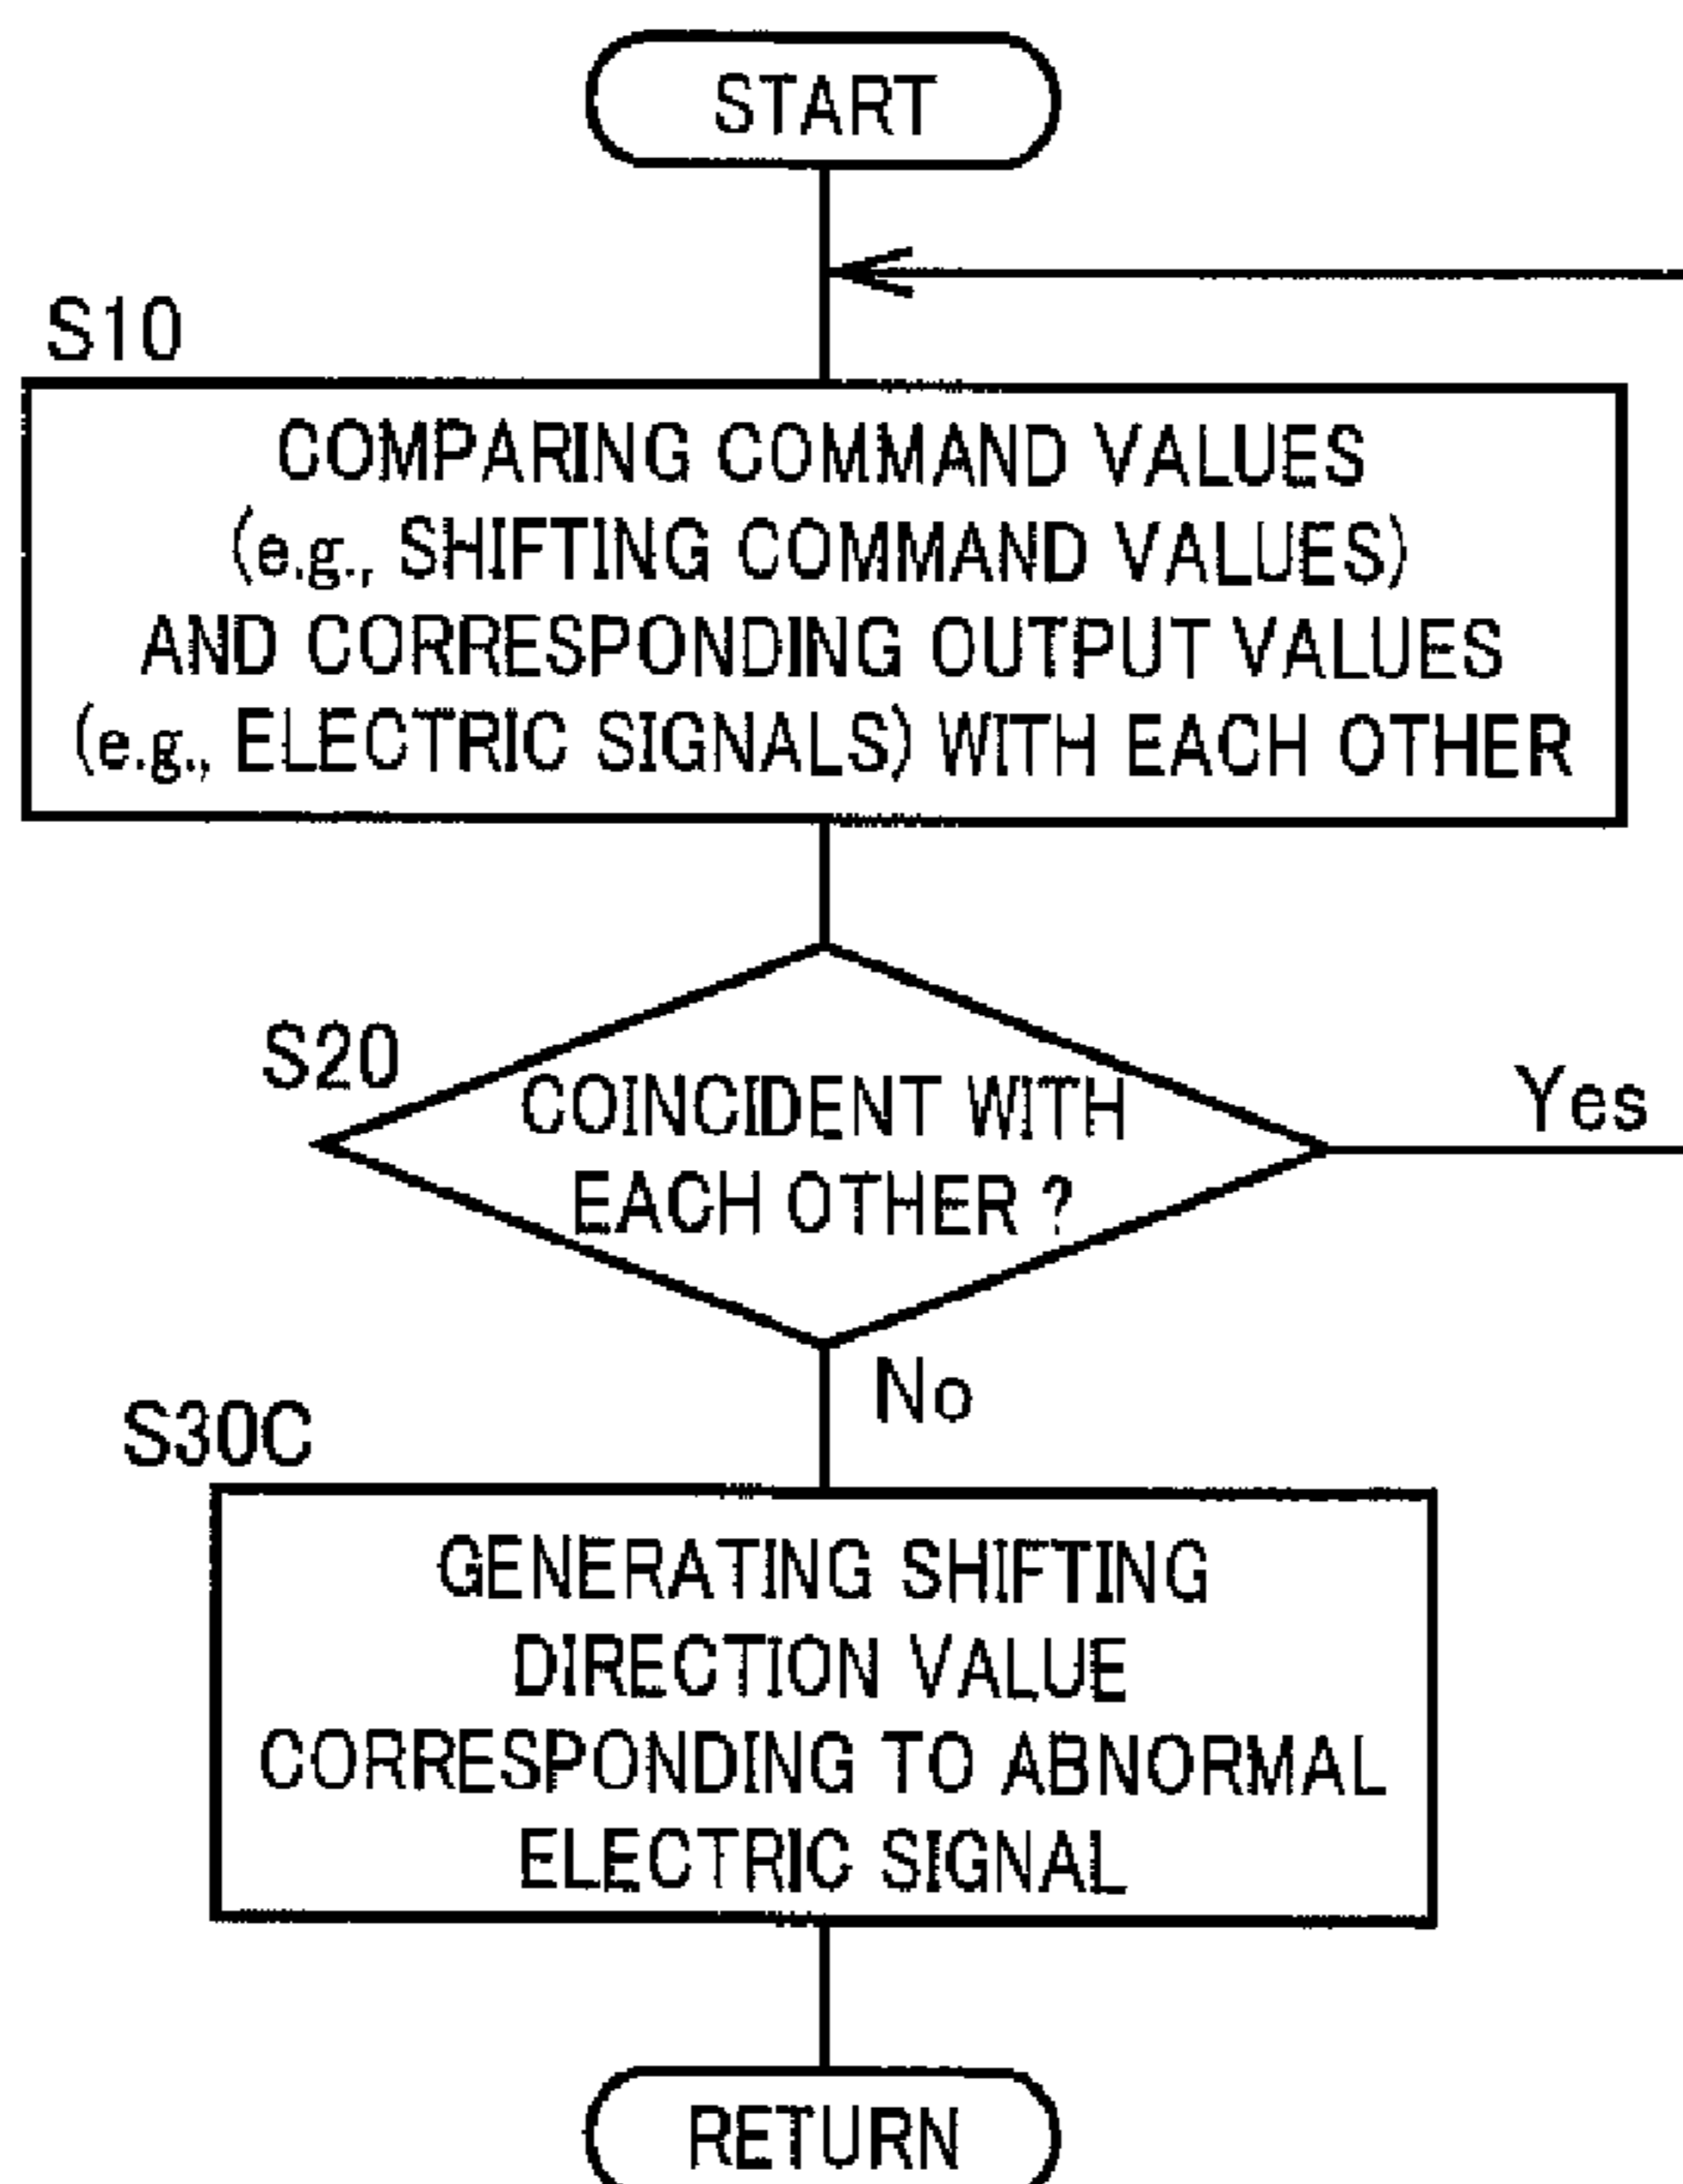 START
S10
COMPARING COMMAND VALUES
(e.g., SHIFTING COMMAND VALUES)
AND CORRESPONDING OUTPUT VALUES
(e.g., ELECTRIC SIGNALS) WITH EACH OTHER
S20
COINCIDENT WITH
EACH OTHER ?
Yes
No
S30C
GENERATING SHIFTING
DIRECTION VALUE
CORRESPONDING TO ABNORMAL
ELECTRIC SIGNAL
RETURN